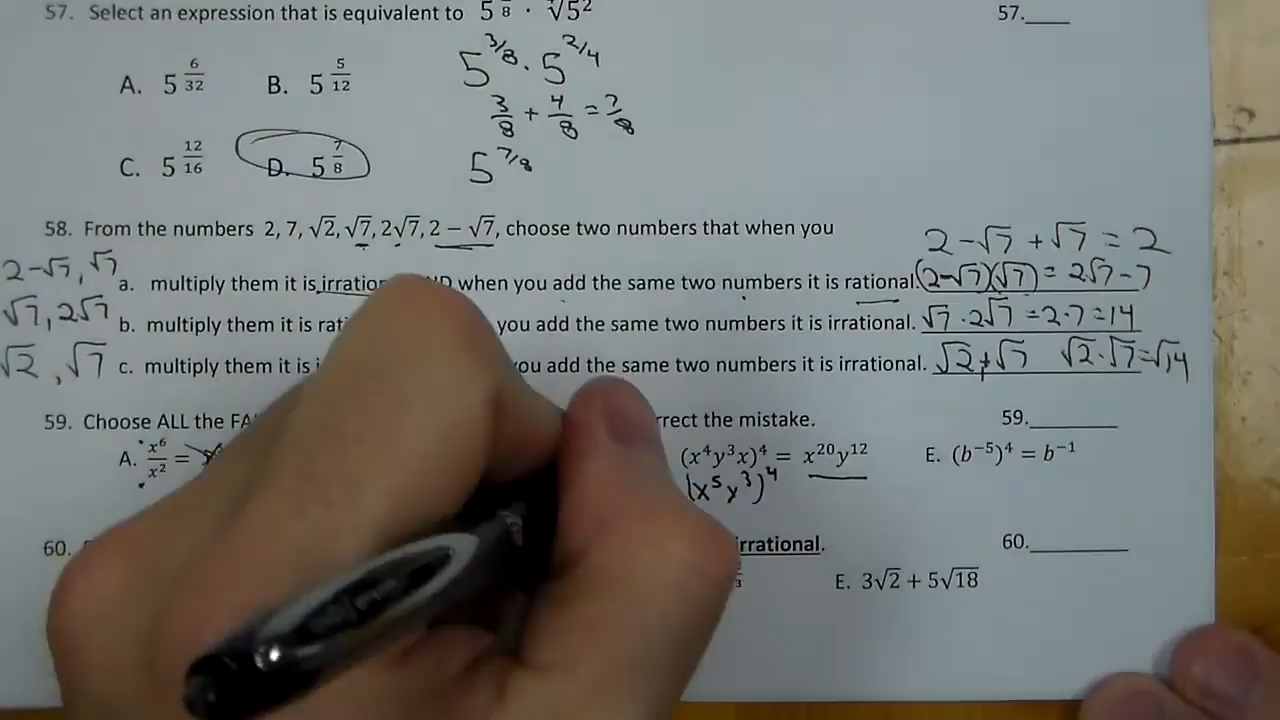 57. Select an expression that is equivalent to 5^8 · √5² 57.____
5^3/8 · 5^2/4
A. 5^6/32 B. 5^5/12
3/8 + 4/8 = 7/8
C. 5^12/16 D. 5^7/8
5^7/8
58. From the numbers 2, 7, √2, √7, 2√7, 2 − √7, choose two numbers that when you
2−√7 + √7 = 2
2−√7, √7 a. multiply them it is when you add the same two numbers it is rational. (2−√7)(√7) = 2√7−7
√7, 2√7 b. multiply them it is you add the same two numbers it is irrational. √7 · 2√7 = 2·7 = 14
√2, √7 c. multiply them it is you add the same two numbers it is irrational. √2+√7 √2·√7=√14
59. Choose ALL the the mistake. 59.________
A. x⁶/x² = (x⁴y³x)⁴ = x²⁰y¹² E. (b⁻⁵)⁴ = b⁻¹
(x⁵y³)⁴
60. irrational. 60.________
E. 3√2 + 5√18